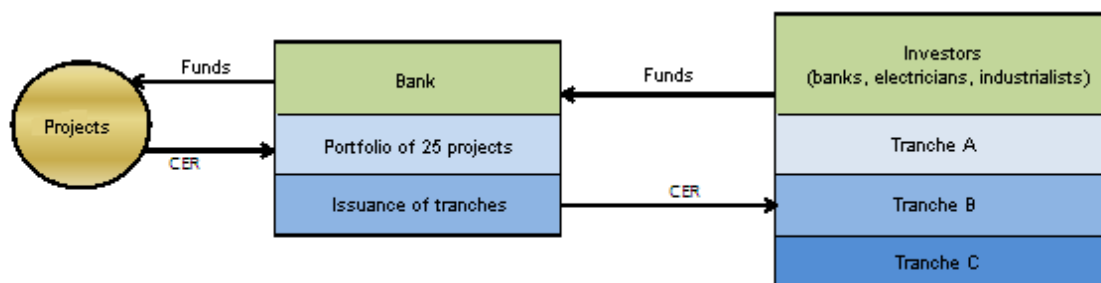 Projects
Funds
CER
Bank
Portfolio of 25 projects
Issuance of tranches
Funds
CER
Investors
(banks, electricians, industrialists)
Tranche A
Tranche B
Tranche C